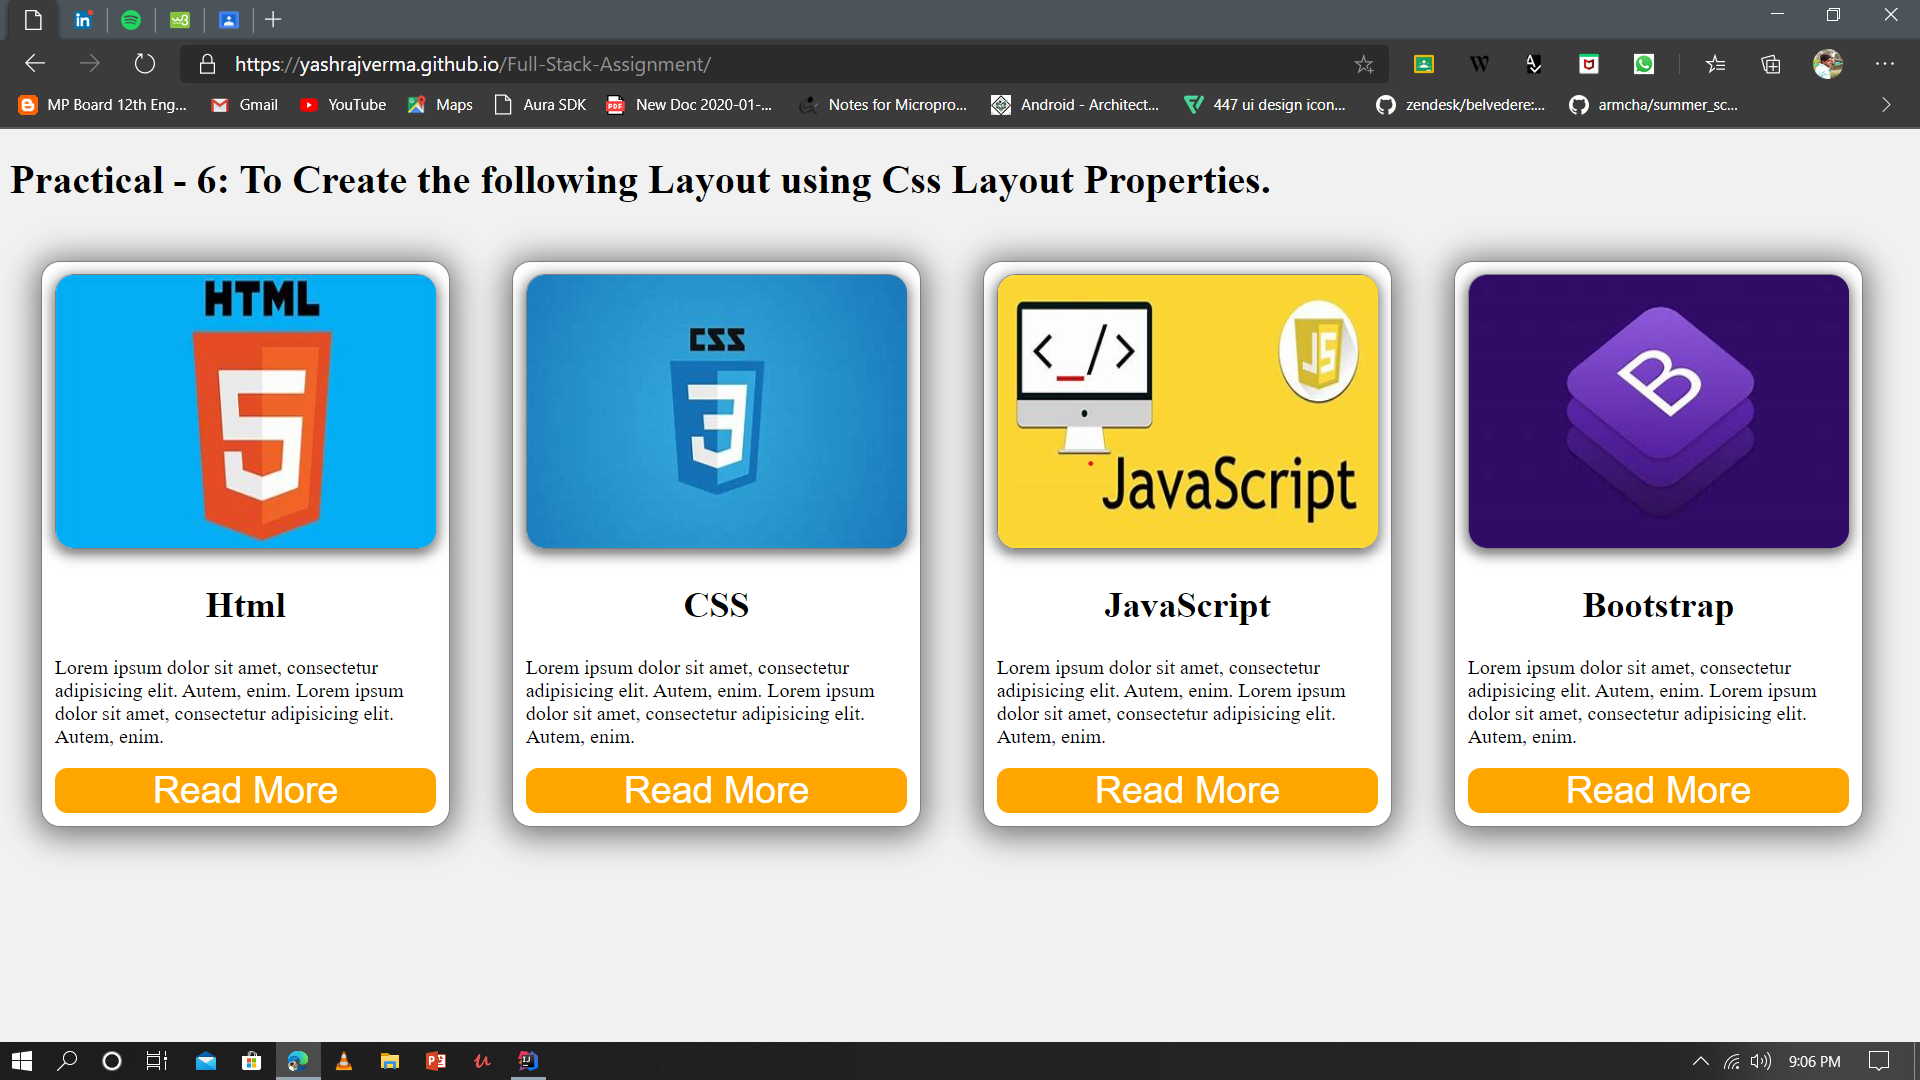 https://yashrajverma.github.io/Full-Stack-Assignment/
MP Board 12th Eng... Gmail YouTube Maps Aura SDK New Doc 2020-01-... Notes for Micropro... Android - Architect... 447 ui design icon... zendesk/belvedere:... armcha/summer_sc...
Practical - 6: To Create the following Layout using Css Layout Properties.
HTML
5
CSS
3
</>
JS
JavaScript
B
Html
CSS
JavaScript
Bootstrap
Lorem ipsum dolor sit amet, consectetur
adipisicing elit. Autem, enim. Lorem ipsum
dolor sit amet, consectetur adipisicing elit.
Autem, enim.
Lorem ipsum dolor sit amet, consectetur
adipisicing elit. Autem, enim. Lorem ipsum
dolor sit amet, consectetur adipisicing elit.
Autem, enim.
Lorem ipsum dolor sit amet, consectetur
adipisicing elit. Autem, enim. Lorem ipsum
dolor sit amet, consectetur adipisicing elit.
Autem, enim.
Lorem ipsum dolor sit amet, consectetur
adipisicing elit. Autem, enim. Lorem ipsum
dolor sit amet, consectetur adipisicing elit.
Autem, enim.
Read More
Read More
Read More
Read More
9:06 PM